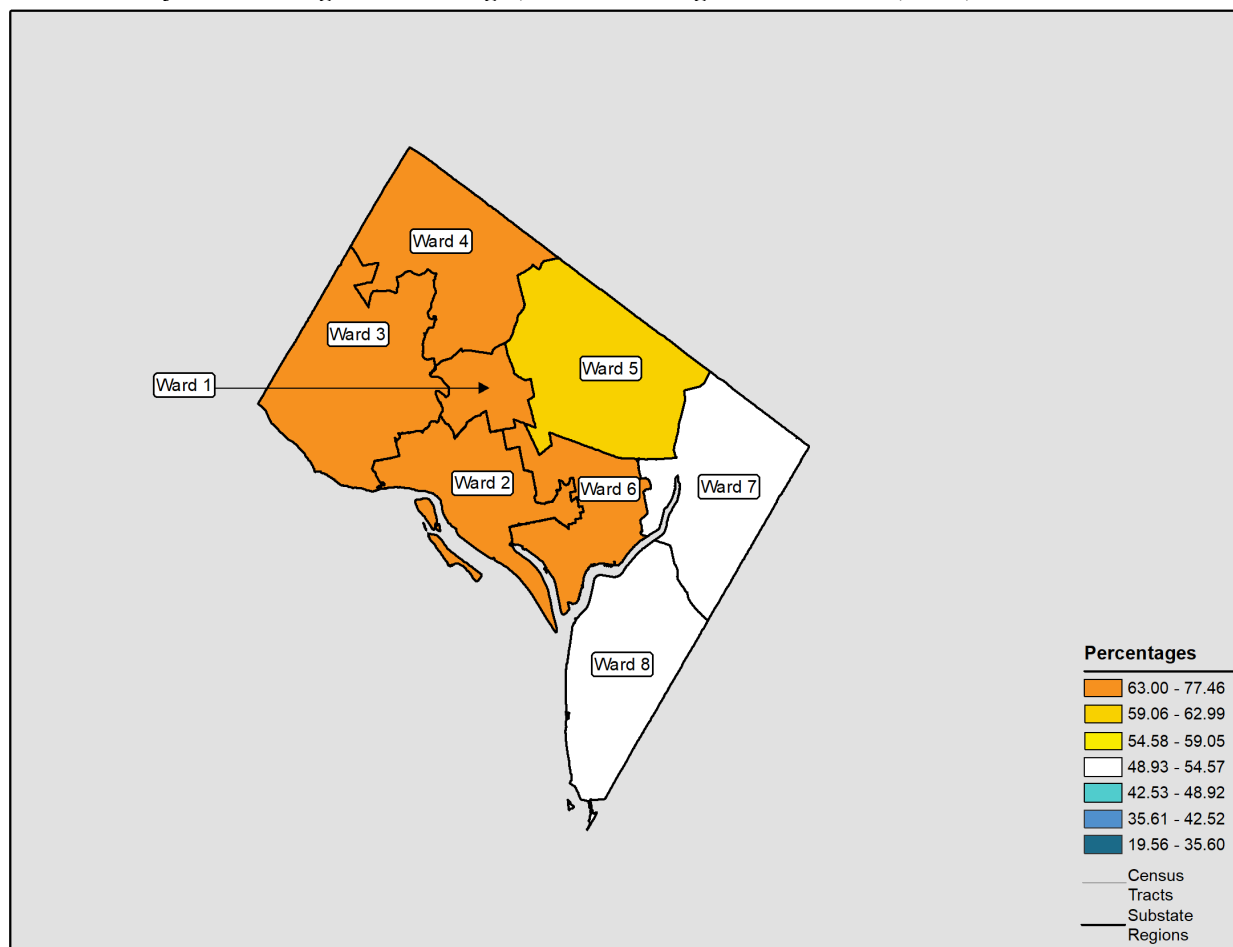 Ward 4
Ward 3
Ward 5
Ward 1
Ward 2
Ward 6
Ward 7
Ward 8
Percentages
63.00 - 77.46
59.06 - 62.99
54.58 - 59.05
48.93 - 54.57
42.53 - 48.92
35.61 - 42.52
19.56 - 35.60
Census
Tracts
Substate
Regions